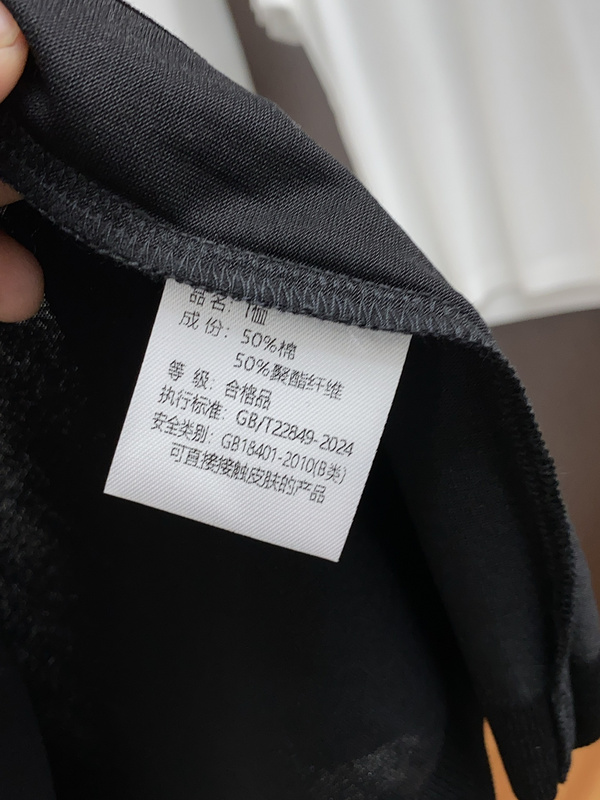 品名：T恤
成 份：50%棉
50%聚酯纤维
等 级：合格品
执行标准：GB/T22849-2024
安全类别：GB18401-2010(B类)
可直接接触皮肤的产品